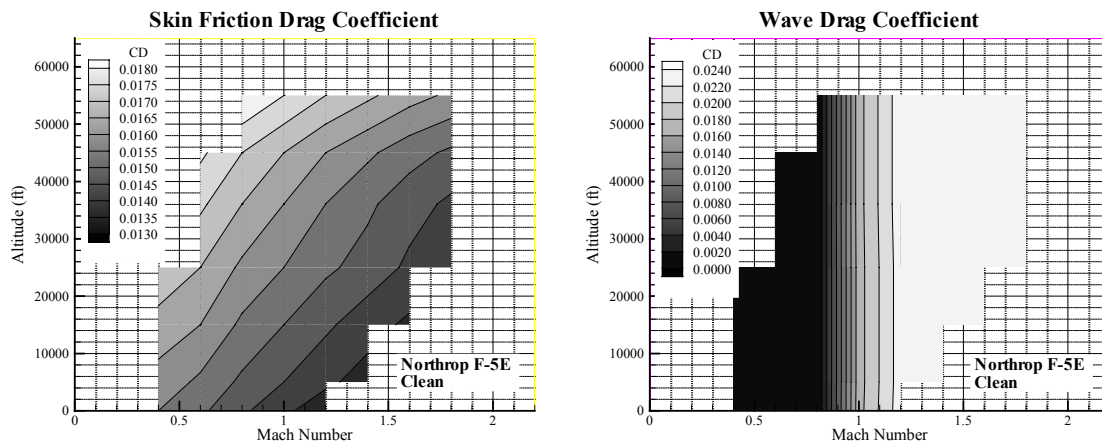 Skin Friction Drag Coefficient
CD
0.0180
0.0175
0.0170
0.0165
0.0160
0.0155
0.0150
0.0145
0.0140
0.0135
0.0130
60000
50000
40000
30000
20000
10000
0
Altitude (ft)
Northrop F-5E
Clean
0 0.5 1 1.5 2
Mach Number
Wave Drag Coefficient
CD
0.0240
0.0220
0.0200
0.0160
0.0140
0.0120
0.0100
0.0060
0.0040
0.0020
0.0000
60000
50000
40000
30000
20000
10000
0
Altitude (ft)
Northrop F-5E
Clean
0 0.5 1 1.5 2
Mach Number